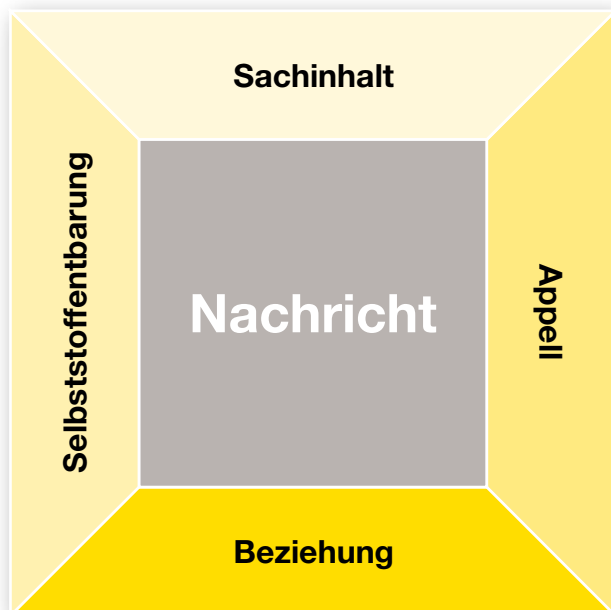 Sachinhalt
Selbststoffentbarung
Nachricht
Appell
Beziehung